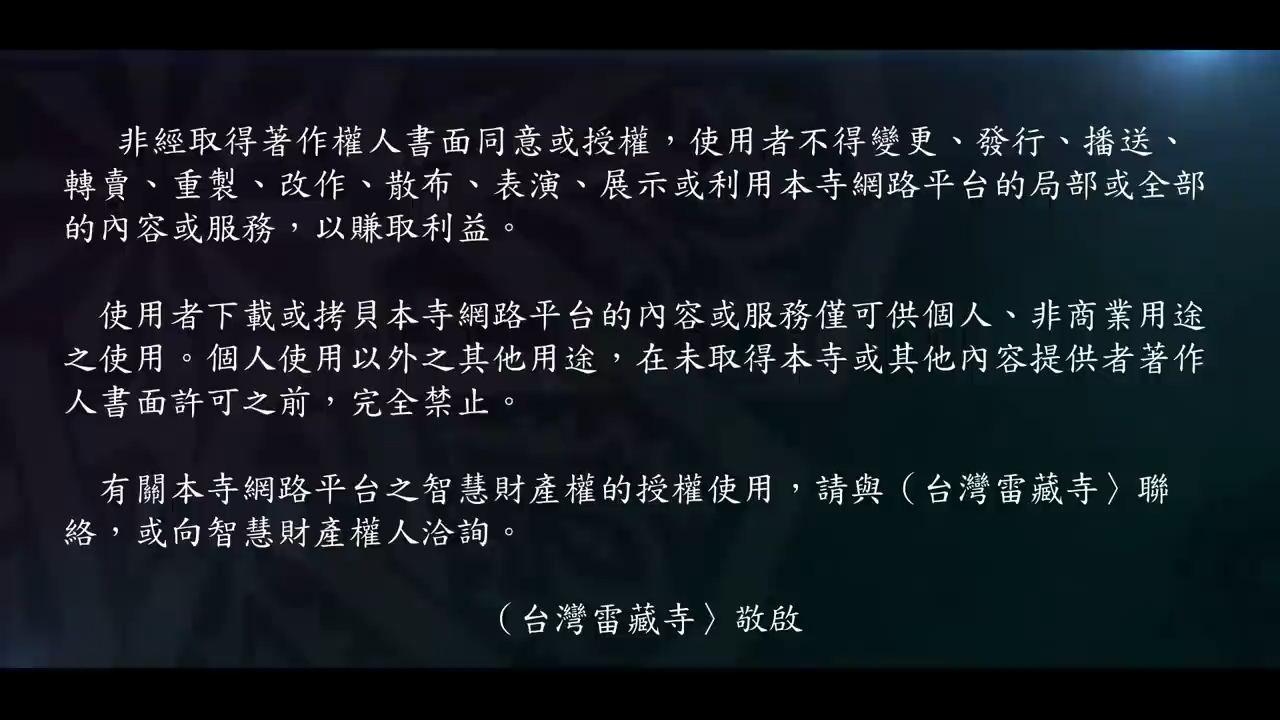 非經取得著作權人書面同意或授權，使用者不得變更、發行、播送、
轉賣、重製、改作、散布、表演、展示或利用本寺網路平台的局部或全部
的內容或服務，以賺取利益。
使用者下載或拷貝本寺網路平台的內容或服務僅可供個人、非商業用途
之使用。個人使用以外之其他用途，在未取得本寺或其他內容提供者著作
人書面許可之前，完全禁止。
有關本寺網路平台之智慧財產權的授權使用，請與（台灣雷藏寺〉聯
絡，或向智慧財產權人洽詢。
（台灣雷藏寺〉敬啟